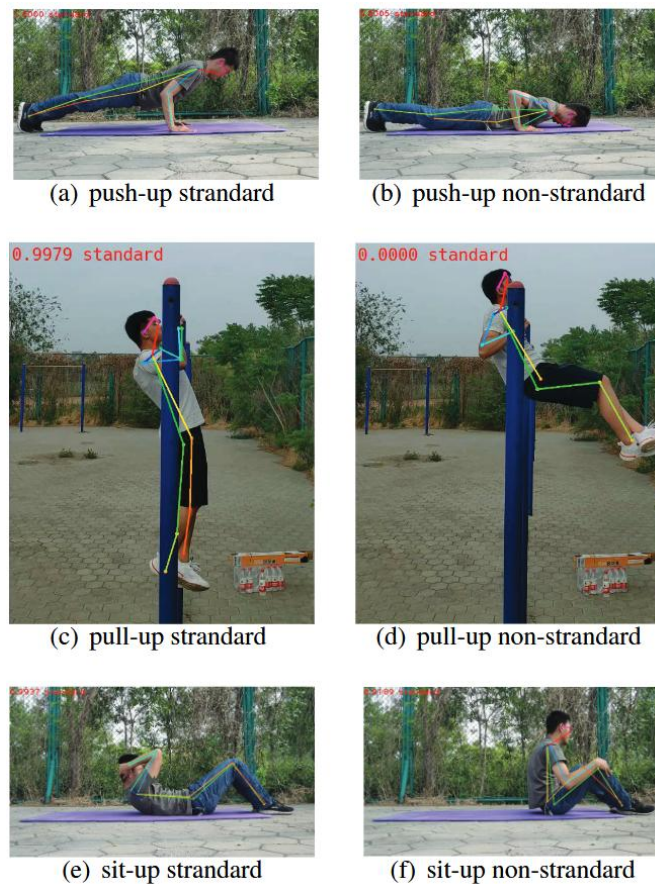 (a) push-up strandard
(b) push-up non-strandard
0.9979 standard
0.0000 standard
(c) pull-up strandard
(d) pull-up non-strandard
(e) sit-up strandard
(f) sit-up non-strandard